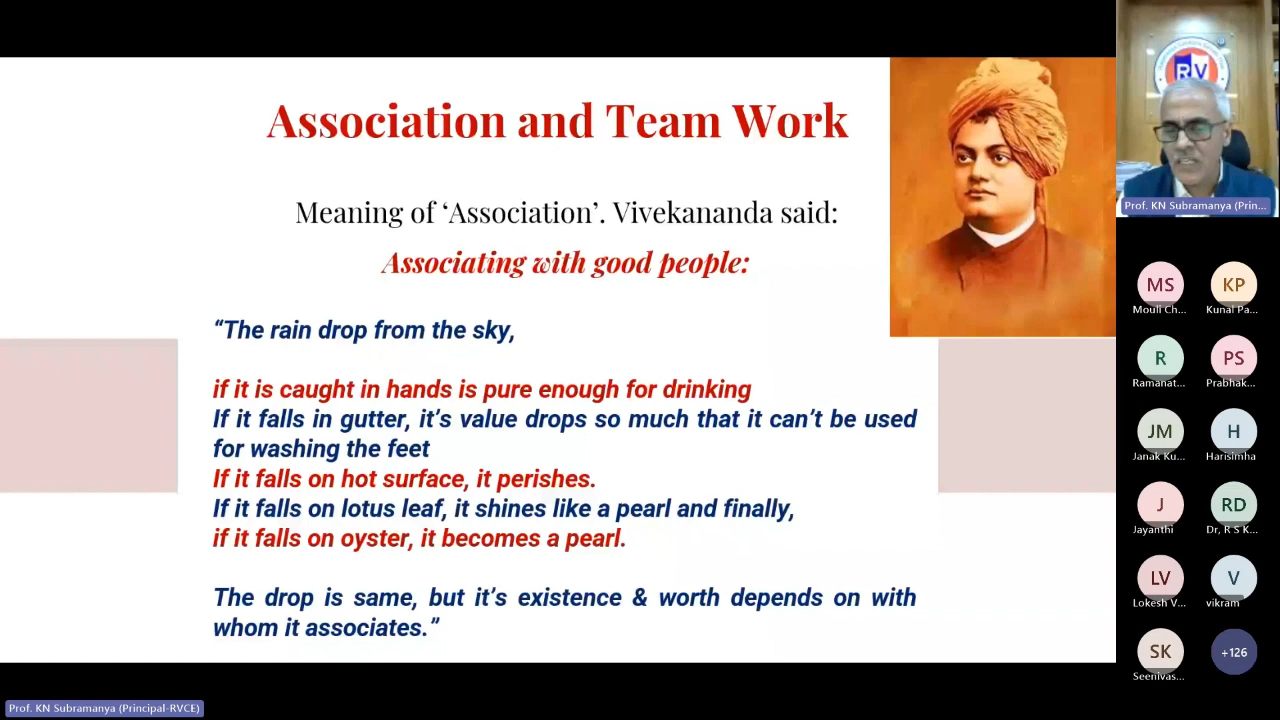 Association and Team Work
Meaning of ‘Association’. Vivekananda said:
Associating with good people:
“The rain drop from the sky,
if it is caught in hands is pure enough for drinking
If it falls in gutter, it’s value drops so much that it can’t be used
for washing the feet
If it falls on hot surface, it perishes.
If it falls on lotus leaf, it shines like a pearl and finally,
if it falls on oyster, it becomes a pearl.
The drop is same, but it’s existence & worth depends on with
whom it associates.”
RV
Prof. KN Subramanya (Prin...
MS
KP
Mouli Ch...
Kunal Pa...
R
PS
Ramanat...
Prabhak...
JM
H
Janak Ku...
Harisimha
J
RD
Jayanthi
Dr, R S K...
LV
V
Lokesh V...
vikram
SK
+126
Seenivas...
Prof. KN Subramanya (Principal-RVCE)